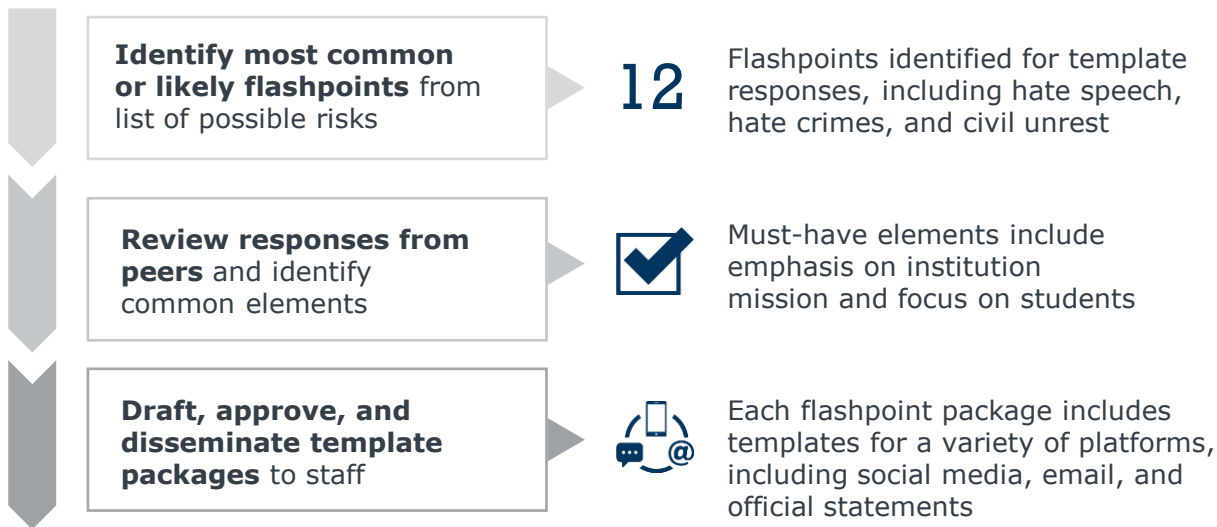 Identify most common
or likely flashpoints from
list of possible risks
12
Flashpoints identified for template
responses, including hate speech,
hate crimes, and civil unrest
Review responses from
peers and identify
common elements
Must-have elements include
emphasis on institution
mission and focus on students
Draft, approve, and
disseminate template
packages to staff
@
Each flashpoint package includes
templates for a variety of platforms,
including social media, email, and
official statements